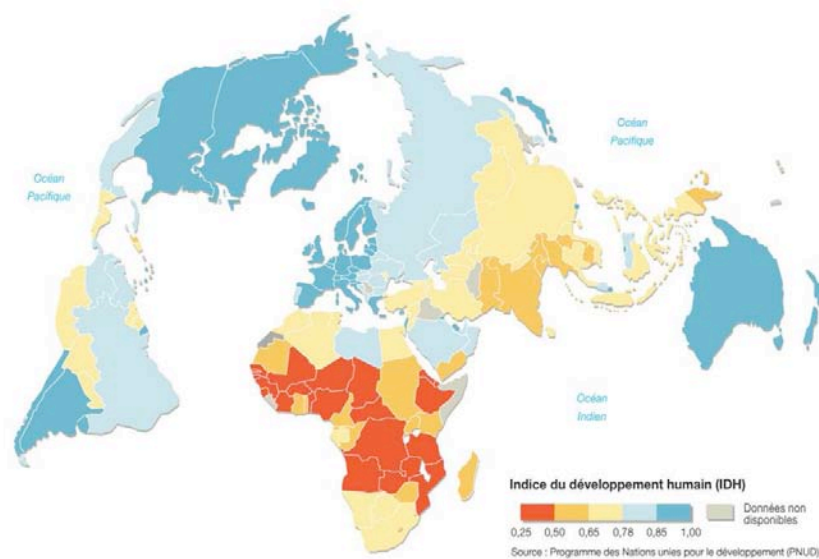 Océan
Pacifique
Océan
Pacifique
Océan
Indien
Indice du développement humain (IDH)
0,25 0,50 0,65 0,78 0,85 1,00
Données non
disponibles
Source : Programme des Nations unies pour le développement (PNUD)